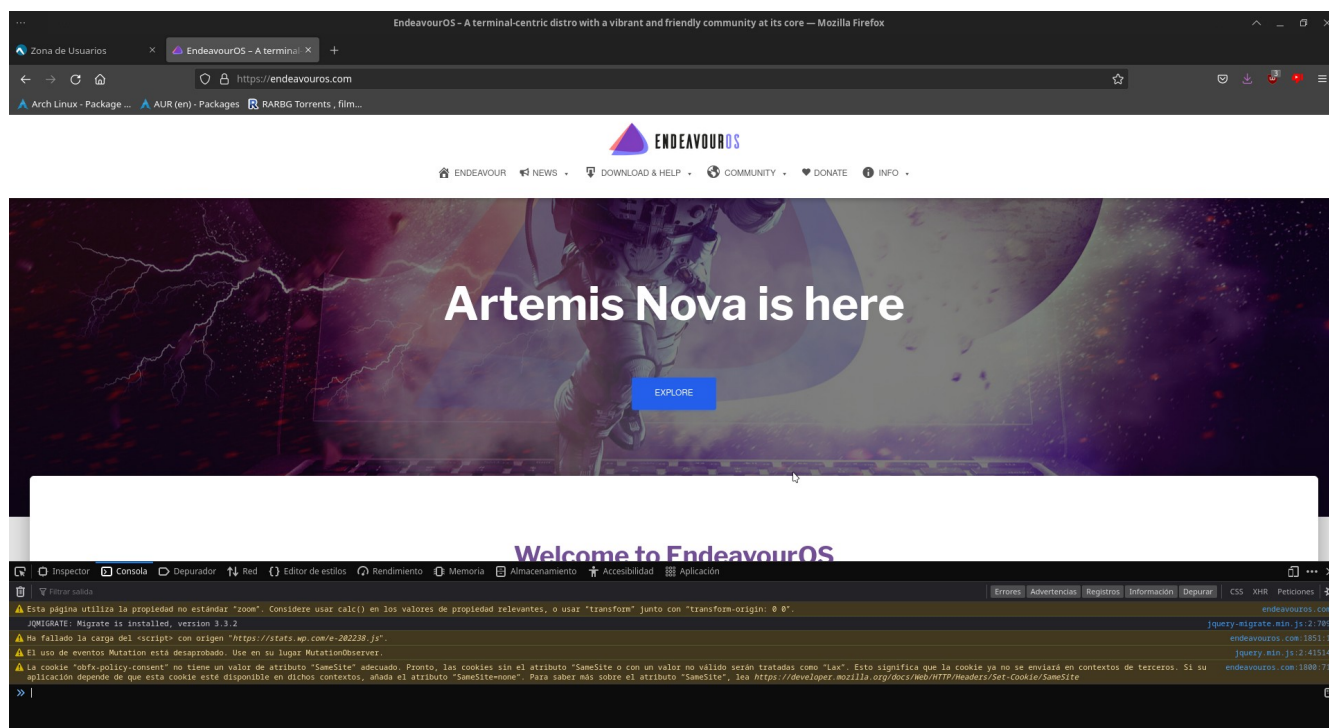 EndeavourOS – A terminal-centric distro with a vibrant and friendly community at its core — Mozilla Firefox
Zona de Usuarios
EndeavourOS – A terminal-
https://endeavouros.com
3
Arch Linux - Package ... AUR (en) - Packages RARBG Torrents , film...
ENDEAVOUROS
ENDEAVOUR NEWS DOWNLOAD & HELP COMMUNITY DONATE INFO
Artemis Nova is here
EXPLORE
Welcome to EndeavourOS
Inspector Consola Depurador Red Editor de estilos Rendimiento Memoria Almacenamiento Accesibilidad Aplicación
Filtrar salida
Errores Advertencias Registros Información Depurar CSS XHR Peticiones
Esta página utiliza la propiedad no estándar "zoom". Considere usar calc() en los valores de propiedad relevantes, o usar "transform" junto con "transform-origin: 0 0".
endeavouros.com
JQMIGRATE: Migrate is installed, version 3.3.2
jquery-migrate.min.js:2:709
Ha fallado la carga del <script> con origen "https://stats.wp.com/e-202238.js".
endeavouros.com:1851:1
El uso de eventos Mutation está desaprobado. Use en su lugar MutationObserver.
jquery.min.js:2:41514
La cookie "obfx-policy-consent" no tiene un valor de atributo "SameSite" adecuado. Pronto, las cookies sin el atributo "SameSite o con un valor no válido serán tratadas como "Lax". Esto significa que la cookie ya no se enviará en contextos de terceros. Si su
endeavouros.com:1800:71
aplicación depende de que esta cookie esté disponible en dichos contextos, añada el atributo "SameSite=none". Para saber más sobre el atributo "SameSite", lea https://developer.mozilla.org/docs/Web/HTTP/Headers/Set-Cookie/SameSite